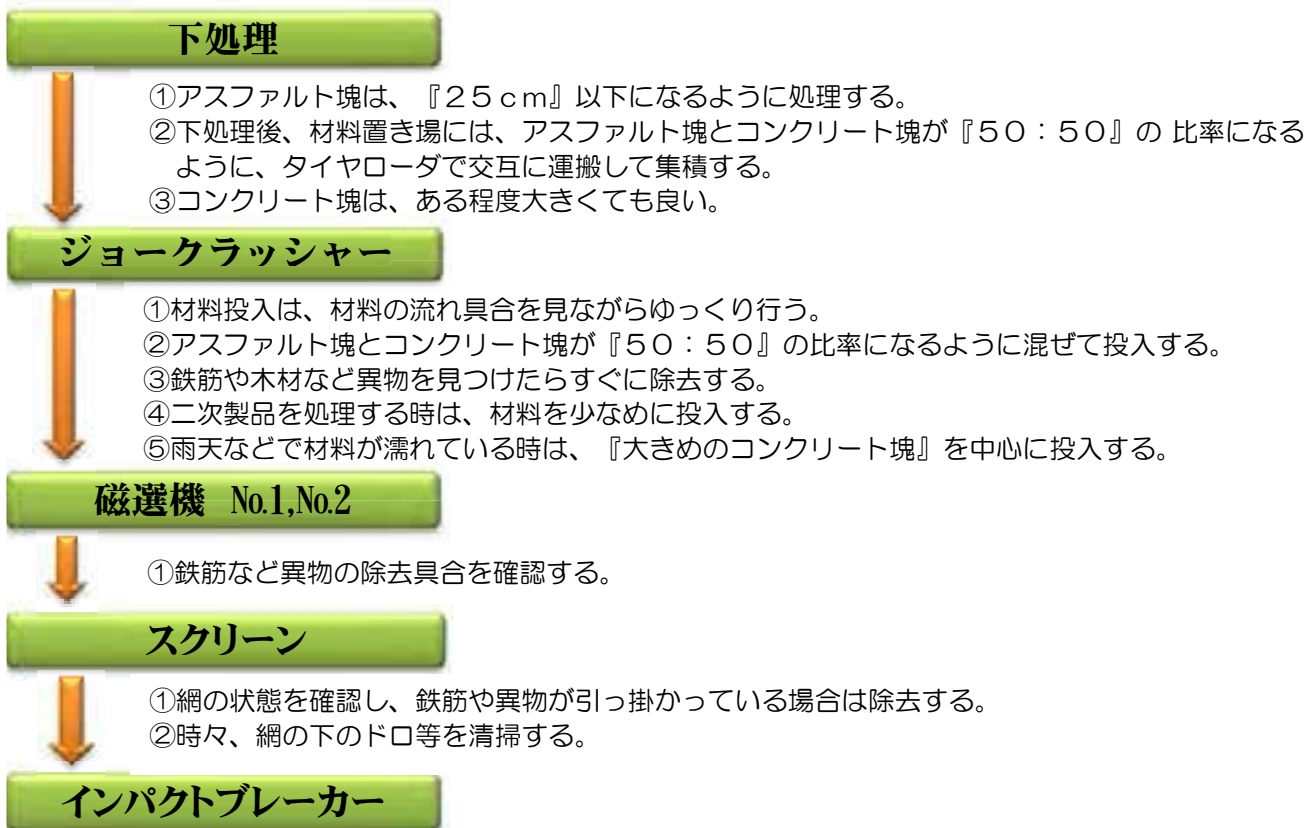 下処理
①アスファルト塊は、『２５ｃｍ』以下になるように処理する。
②下処理後、材料置き場には、アスファルト塊とコンクリート塊が『５０：５０』の 比率になる
ように、タイヤローダで交互に運搬して集積する。
③コンクリート塊は、ある程度大きくても良い。
ジョークラッシャー
①材料投入は、材料の流れ具合を見ながらゆっくり行う。
②アスファルト塊とコンクリート塊が『５０：５０』の比率になるように混ぜて投入する。
③鉄筋や木材など異物を見つけたらすぐに除去する。
④二次製品を処理する時は、材料を少なめに投入する。
⑤雨天などで材料が濡れている時は、『大きめのコンクリート塊』を中心に投入する。
磁選機 No.1,No.2
①鉄筋など異物の除去具合を確認する。
スクリーン
①網の状態を確認し、鉄筋や異物が引っ掛かっている場合は除去する。
②時々、網の下のドロ等を清掃する。
インパクトブレーカー